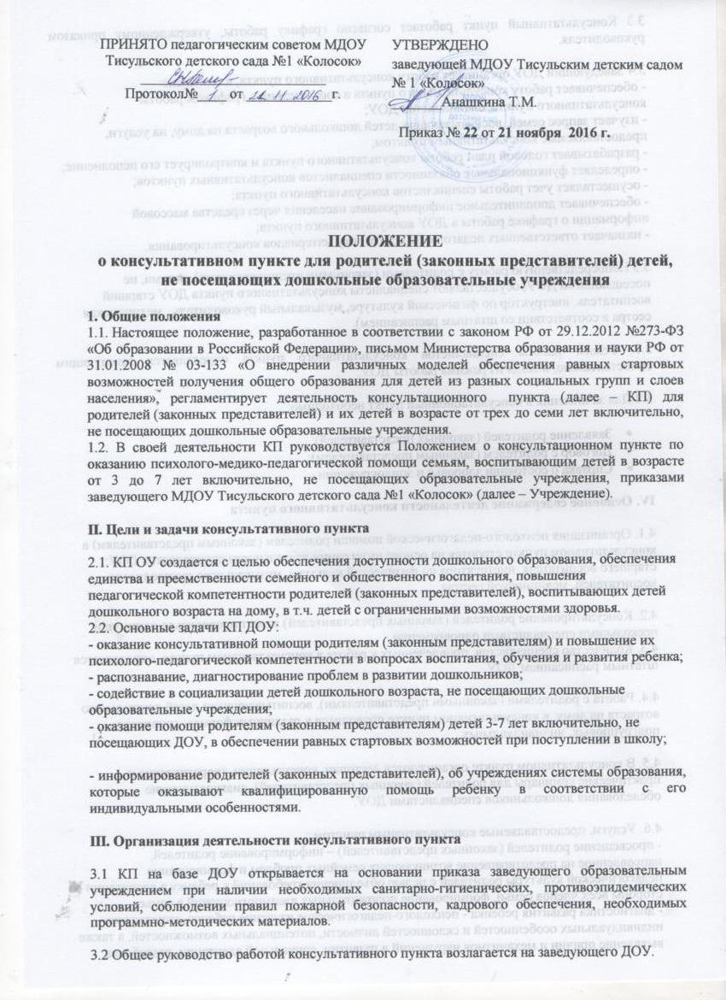 ПРИНЯТО педагогическим советом МДОУ
Тисульского детского сада №1 «Колосок»
Протокол№ 1 от 21.11.2016 г.
УТВЕРЖДЕНО
заведующей МДОУ Тисульским детским садом
№ 1 «Колосок»
Анашкина Т.М.
Приказ № 22 от 21 ноября 2016 г.
ПОЛОЖЕНИЕ
о консультативном пункте для родителей (законных представителей) детей,
не посещающих дошкольные образовательные учреждения
1. Общие положения
1.1. Настоящее положение, разработанное в соответствии с законом РФ от 29.12.2012 №273-ФЗ
«Об образовании в Российской Федерации», письмом Министерства образования и науки РФ от
31.01.2008 № 03-133 «О внедрении различных моделей обеспечения равных стартовых
возможностей получения общего образования для детей из разных социальных групп и слоев
населения», регламентирует деятельность консультационного пункта (далее – КП) для
родителей (законных представителей) и их детей в возрасте от трех до семи лет включительно,
не посещающих дошкольные образовательные учреждения.
1.2. В своей деятельности КП руководствуется Положением о консультационном пункте по
оказанию психолого-медико-педагогической помощи семьям, воспитывающим детей в возрасте
от 3 до 7 лет включительно, не посещающих образовательные учреждения, приказами
заведующего МДОУ Тисульского детского сада №1 «Колосок» (далее – Учреждение).
II. Цели и задачи консультативного пункта
2.1. КП ОУ создается с целью обеспечения доступности дошкольного образования, обеспечения
единства и преемственности семейного и общественного воспитания, повышения
педагогической компетентности родителей (законных представителей), воспитывающих детей
дошкольного возраста на дому, в т.ч. детей с ограниченными возможностями здоровья.
2.2. Основные задачи КП ДОУ:
- оказание консультативной помощи родителям (законным представителям) и повышение их
психолого-педагогической компетентности в вопросах воспитания, обучения и развития ребенка;
- распознавание, диагностирование проблем в развитии дошкольников;
- содействие в социализации детей дошкольного возраста, не посещающих дошкольные
образовательные учреждения;
- оказание помощи родителям (законным представителям) детей 3-7 лет включительно, не
посещающих ДОУ, в обеспечении равных стартовых возможностей при поступлении в школу;
- информирование родителей (законных представителей), об учреждениях системы образования,
которые оказывают квалифицированную помощь ребенку в соответствии с его
индивидуальными особенностями.
III. Организация деятельности консультативного пункта
3.1 КП на базе ДОУ открывается на основании приказа заведующего образовательным
учреждением при наличии необходимых санитарно-гигиенических, противоэпидемических
условий, соблюдении правил пожарной безопасности, кадрового обеспечения, необходимых
программно-методических материалов.
3.2 Общее руководство работой консультативного пункта возлагается на заведующего ДОУ.